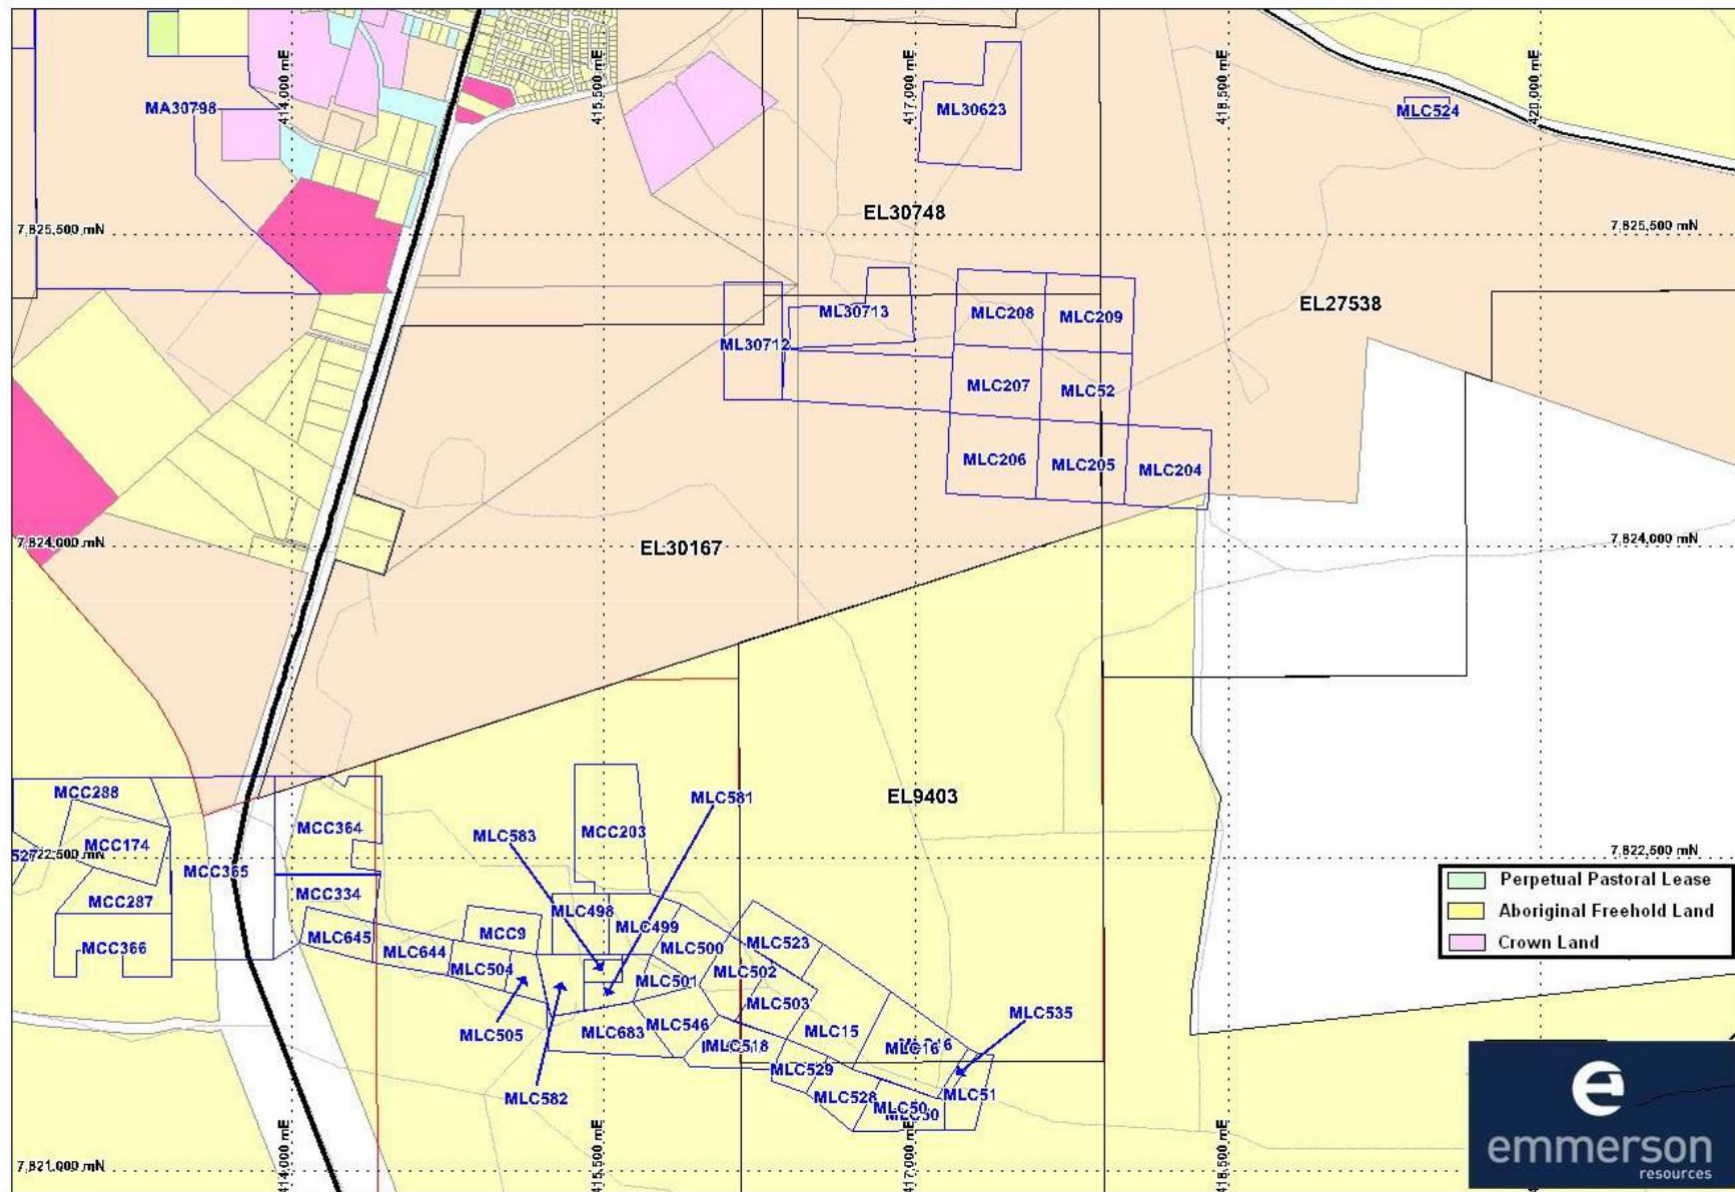 414,000 mE
415,500 mE
417,000 mE
418,500 mE
420,000 mE
MA30798
ML30623
MLC524
EL30748
7,825,500 mN
7,825,500 mN
EL27538
ML30713
MLC208
MLC209
ML30712
MLC207
MLC52
MLC206
MLC205
MLC204
7,824,000 mN
EL30167
7,824,000 mN
MCC288
MLC581
EL9403
MCC364
MLC583
MCC203
MCC174
7,822,500 mN
MCC365
MCC287
MCC334
MLC498
MLC499
MCC9
MLC645
MLC644
MLC500
MLC523
MCC366
MLC504
MLC501
MLC502
MLC503
MLC505
MLC683
MLC546
MLC518
MLC15
MLC16
MLC535
MLC529
MLC582
MLC528
MLC50
MLC51
Perpetual Pastoral Lease
Aboriginal Freehold Land
Crown Land
7,821,000 mN
414,000 mE
415,500 mE
417,000 mE
418,500 mE
e
emmerson
resources